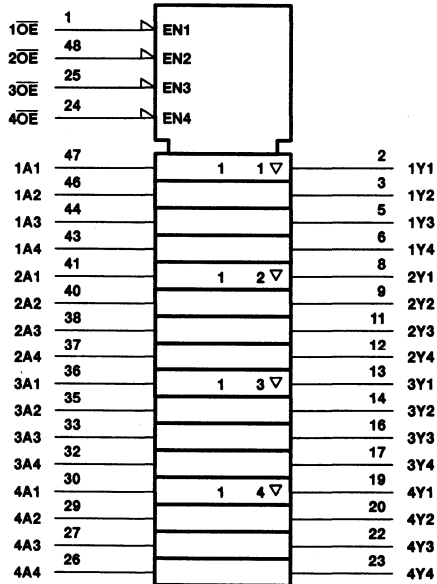 1O̅E̅ 1 EN1
2O̅E̅ 48 EN2
3O̅E̅ 25 EN3
4O̅E̅ 24 EN4
1A1 47 1 1 ▽ 2 1Y1
1A2 46 3 1Y2
1A3 44 5 1Y3
1A4 43 6 1Y4
2A1 41 1 2 ▽ 8 2Y1
2A2 40 9 2Y2
2A3 38 11 2Y3
2A4 37 12 2Y4
3A1 36 1 3 ▽ 13 3Y1
3A2 35 14 3Y2
3A3 33 16 3Y3
3A4 32 17 3Y4
4A1 30 1 4 ▽ 19 4Y1
4A2 29 20 4Y2
4A3 27 22 4Y3
4A4 26 23 4Y4